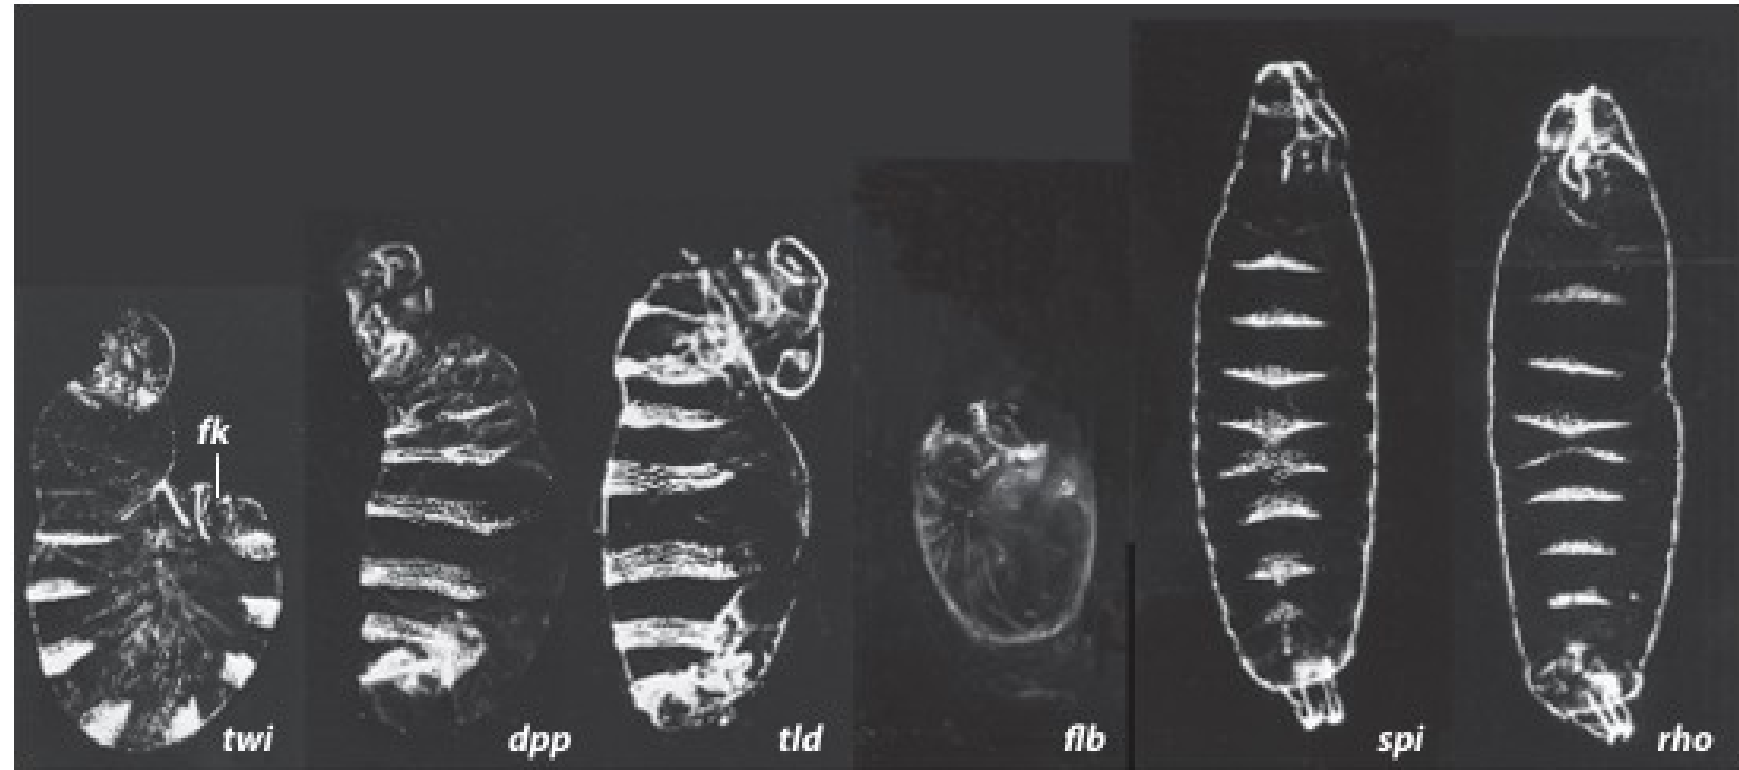 fk
twi
dpp
tld
flb
spi
rho